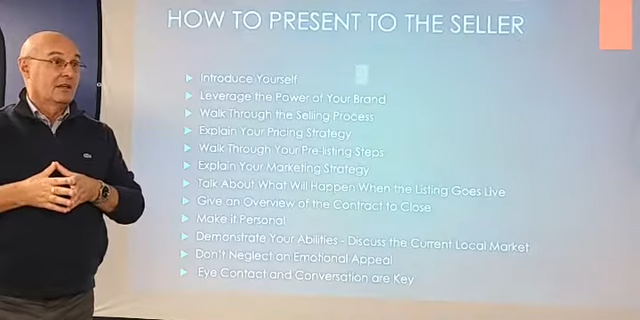 HOW TO PRESENT TO THE SELLER
Introduce Yourself
Leverage the Power of Your Brand
Walk Through the Selling Process
Explain Your Pricing Strategy
Walk Through Your Pre-listing Steps
Explain Your Marketing Strategy
Talk About What Will Happen When the Listing Goes Live
Give an Overview of the Contract to Close
Make it Personal
Demonstrate Your Abilities - Discuss the Current Local Market
Don't Neglect an Emotional Appeal
Eye Contact and Conversation are Key